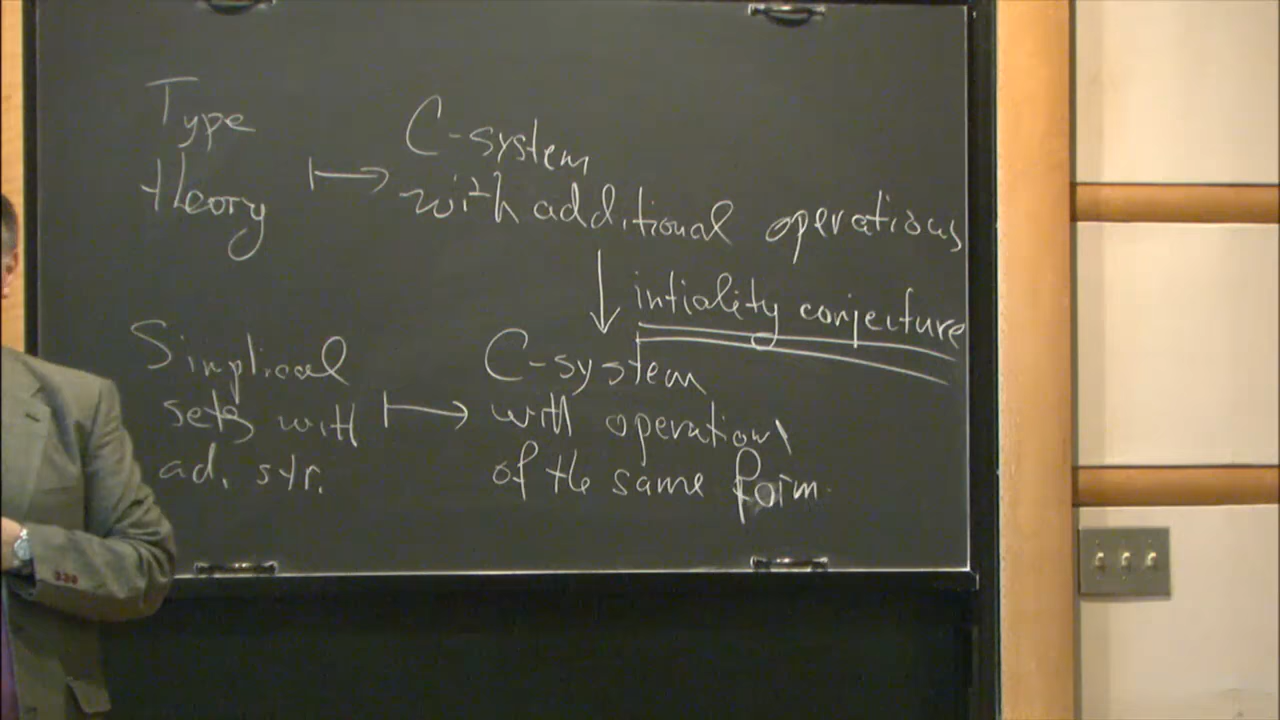 Type
theory ↦ C-system
with additional operations
↓ intiality conjecture
Simplical
sets with
ad. str. ↦ C-system
with operations
of the same form.